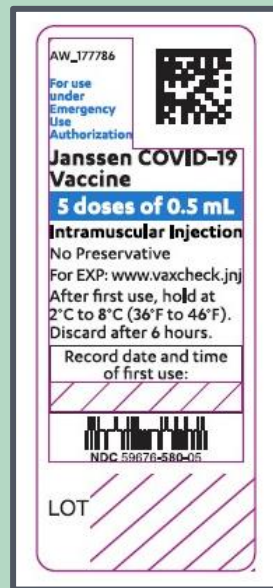 AW_177786
For use
under
Emergency
Use
Authorization
Janssen COVID-19
Vaccine
5 doses of 0.5 mL
Intramuscular Injection
No Preservative
For EXP: www.vaxcheck.jnj
After first use, hold at
2°C to 8°C (36°F to 46°F).
Discard after 6 hours.
Record date and time
of first use:
NDC 59676-580-05
LOT